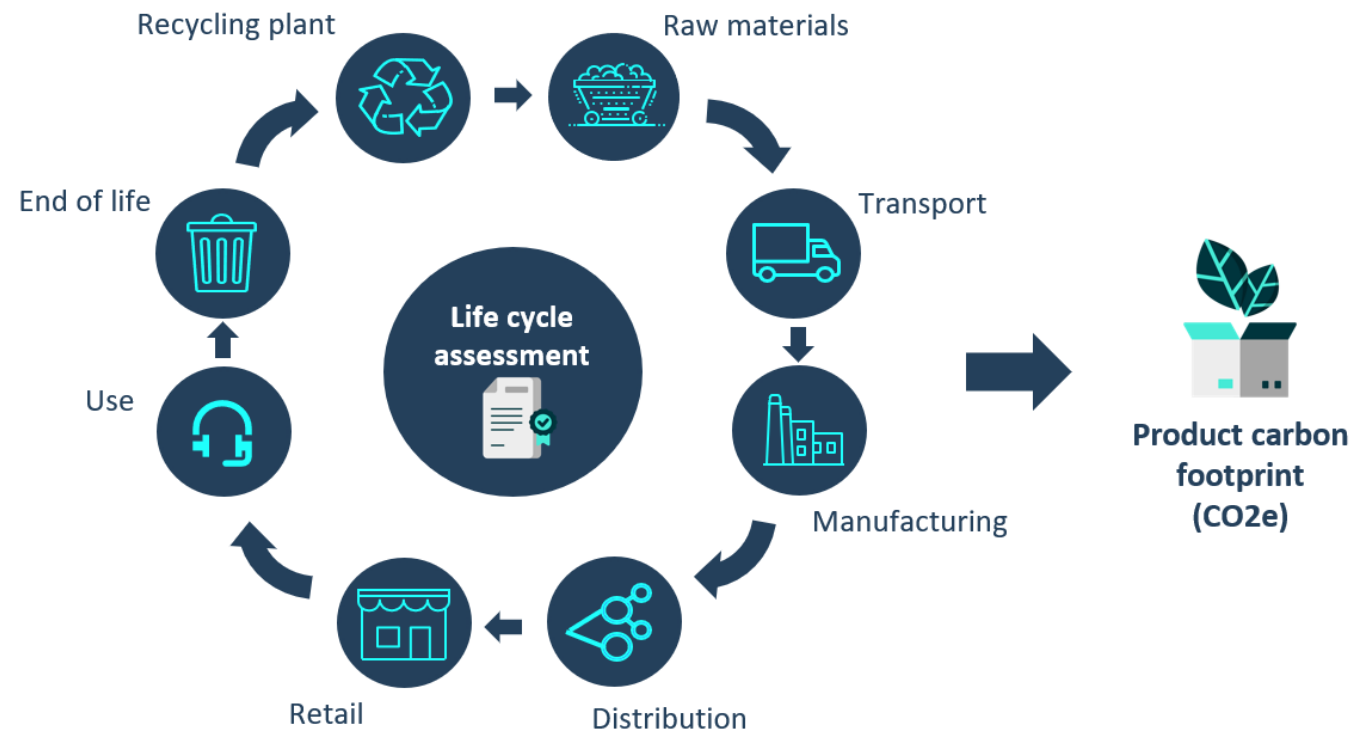 Recycling plant
Raw materials
End of life
Transport
Life cycle
assessment
Use
Product carbon
footprint
(CO2e)
Manufacturing
Retail
Distribution